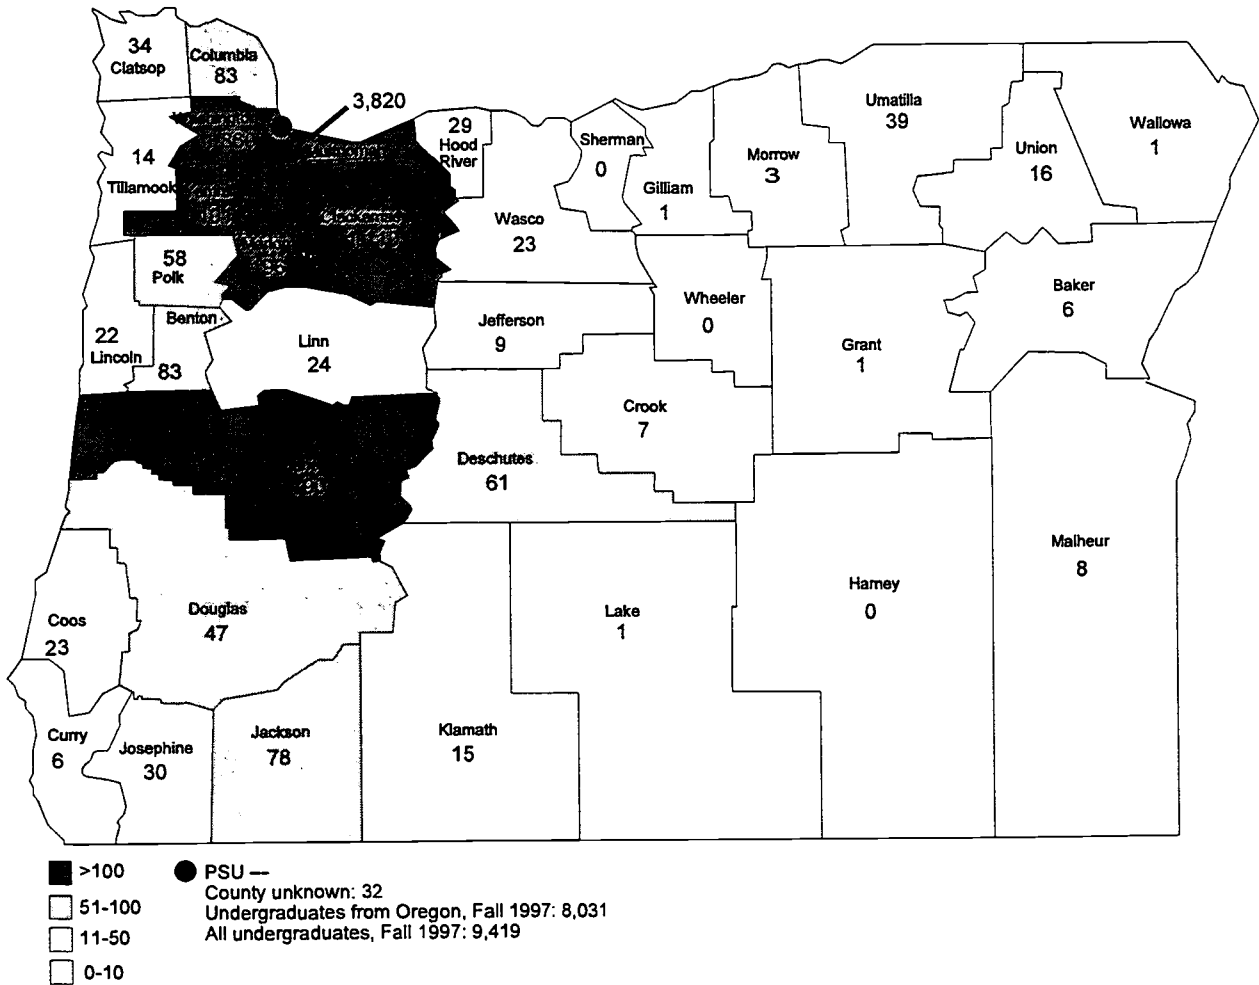 34
Clatsop
Columbia
83
3,820
14
Tillamook
29
Hood
River
Sherman
0
Gilliam
1
Morrow
3
Umatilla
39
Union
16
Wallowa
1
Multnomah
Clackamas
Wasco
23
58
Polk
Baker
6
Wheeler
0
Jefferson
9
Grant
1
22
Lincoln
Benton
83
Linn
24
Crook
7
Deschutes
61
Malheur
8
Harney
0
Lake
1
Coos
23
Douglas
47
Curry
6
Josephine
30
Jackson
78
Klamath
15
>100
51-100
11-50
0-10
PSU —
County unknown: 32
Undergraduates from Oregon, Fall 1997: 8,031
All undergraduates, Fall 1997: 9,419